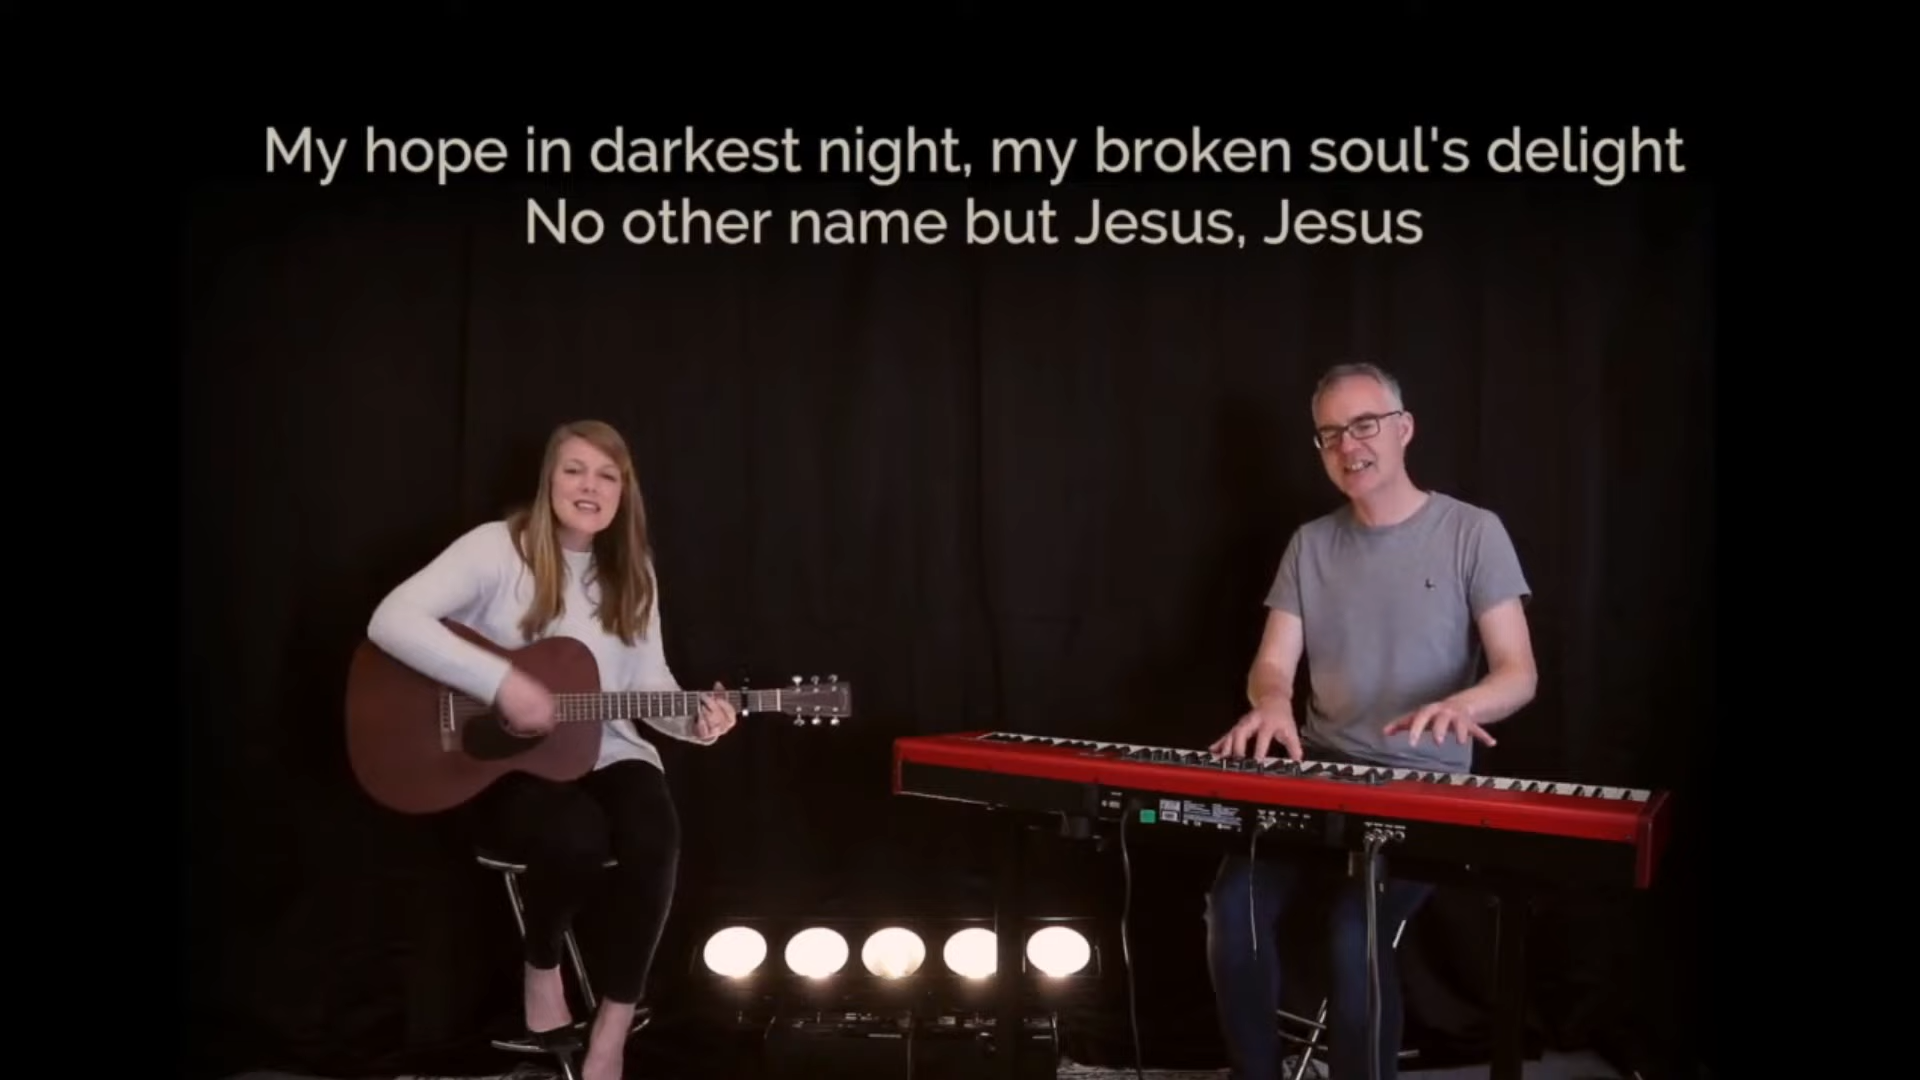 My hope in darkest night, my broken soul's delight
No other name but Jesus, Jesus